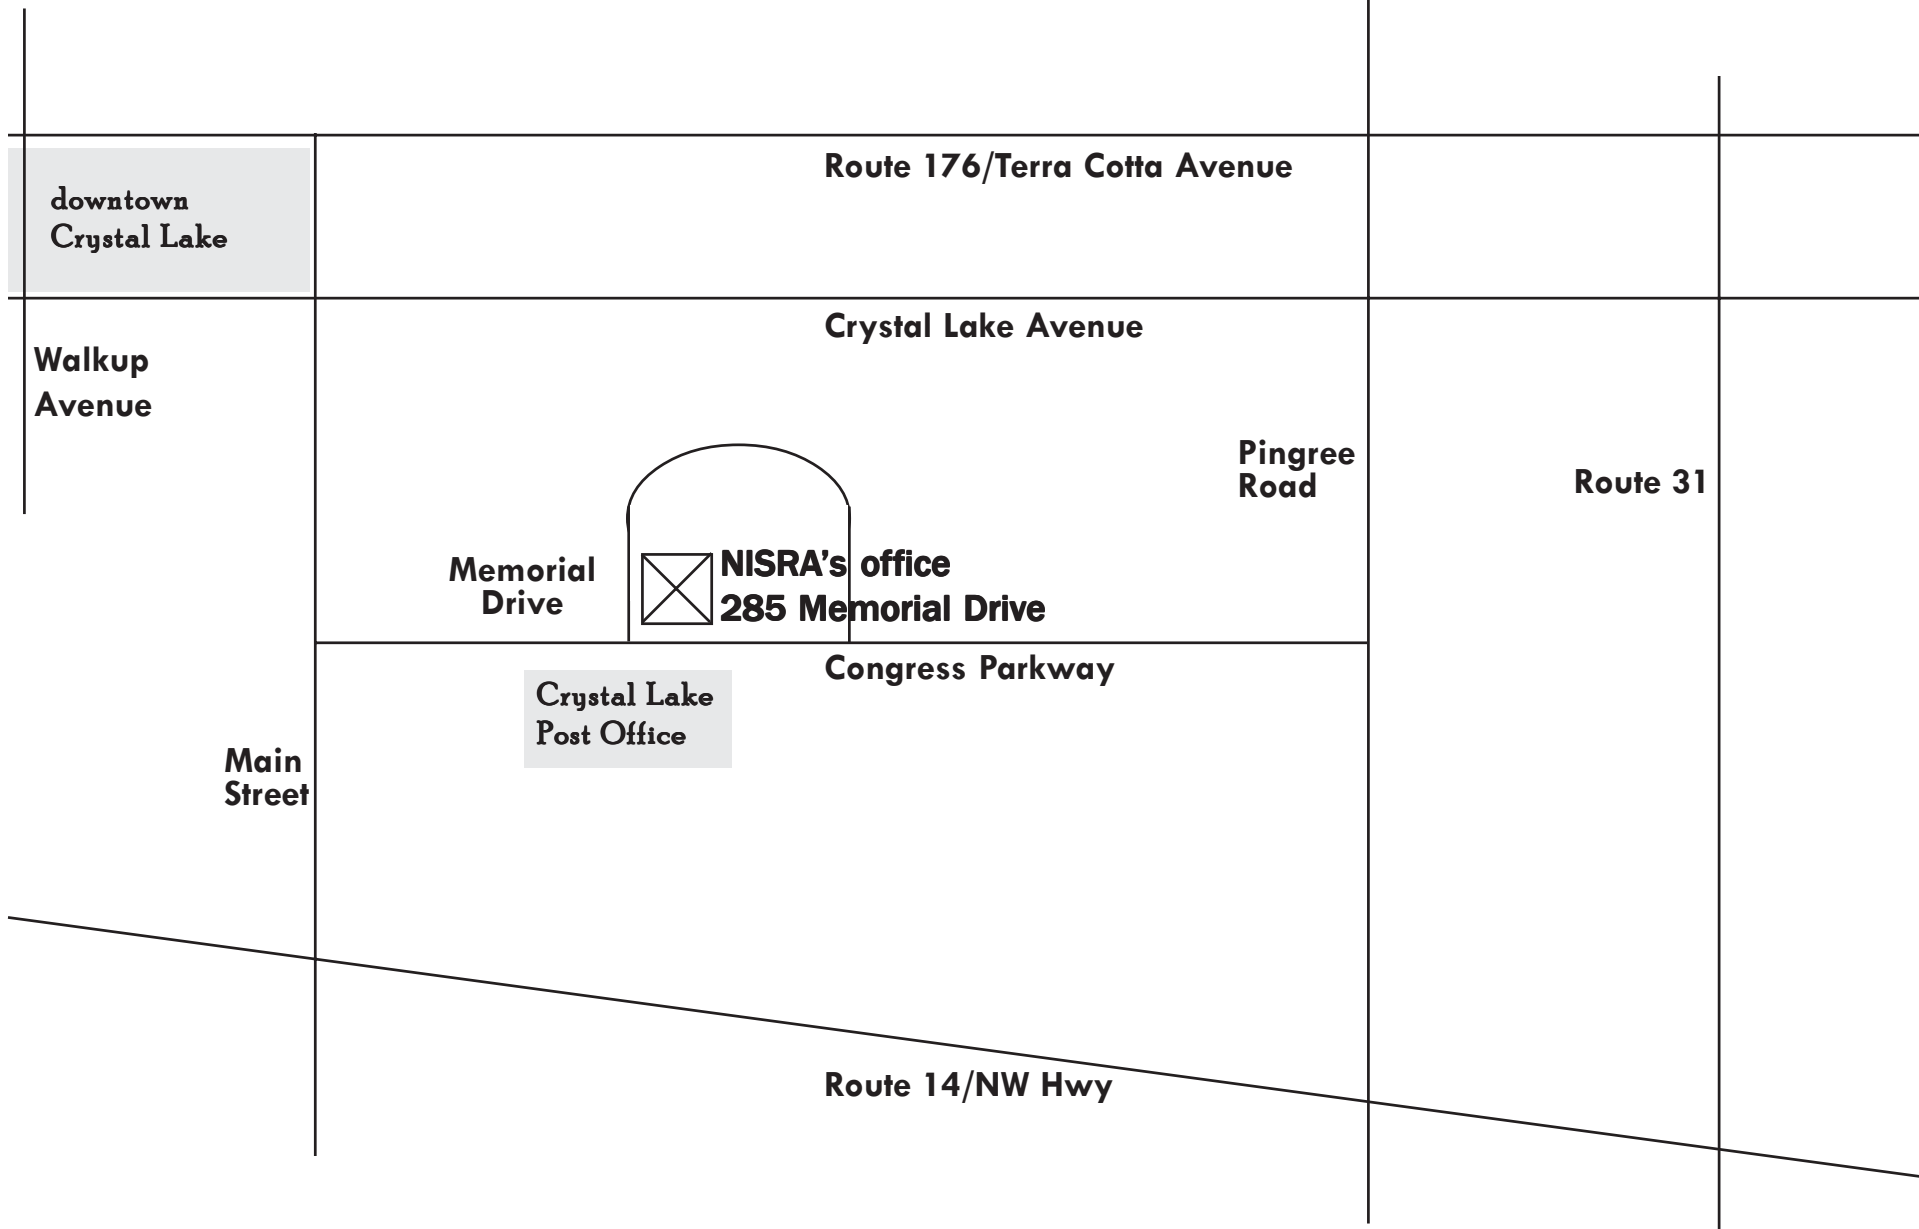 Route 176/Terra Cotta Avenue
downtown
Crystal Lake
Crystal Lake Avenue
Walkup
Avenue
Pingree
Road
Route 31
Memorial
Drive
NISRA's office
285 Memorial Drive
Congress Parkway
Crystal Lake
Post Office
Main
Street
Route 14/NW Hwy